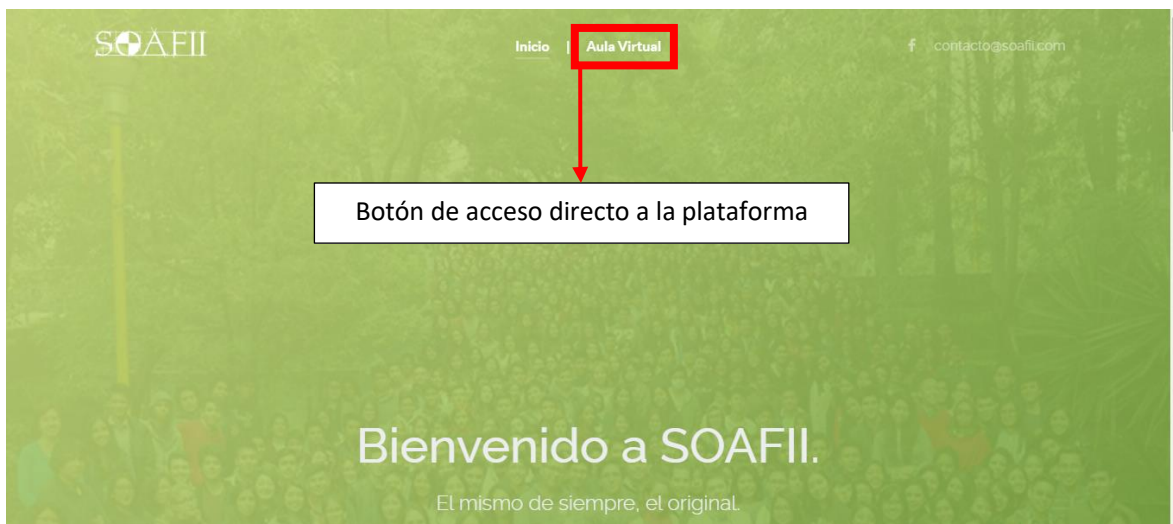 SOAFII
Inicio | Aula Virtual
f contacto@soafii.com
Botón de acceso directo a la plataforma
Bienvenido a SOAFII.
El mismo de siempre, el original.